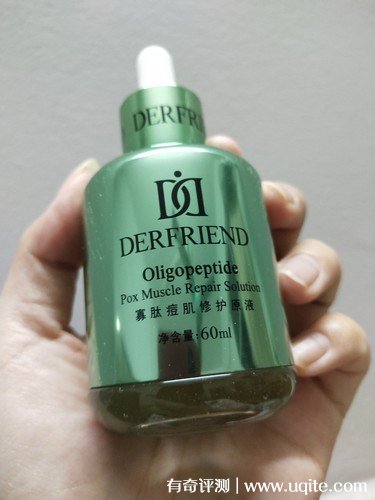 DERFRIE
DERFRIEND
Oligopeptide
Pox Muscle Repair Solution
寡肽痘肌修护原液
净含量:60ml
有奇评测 | www.uqite.com